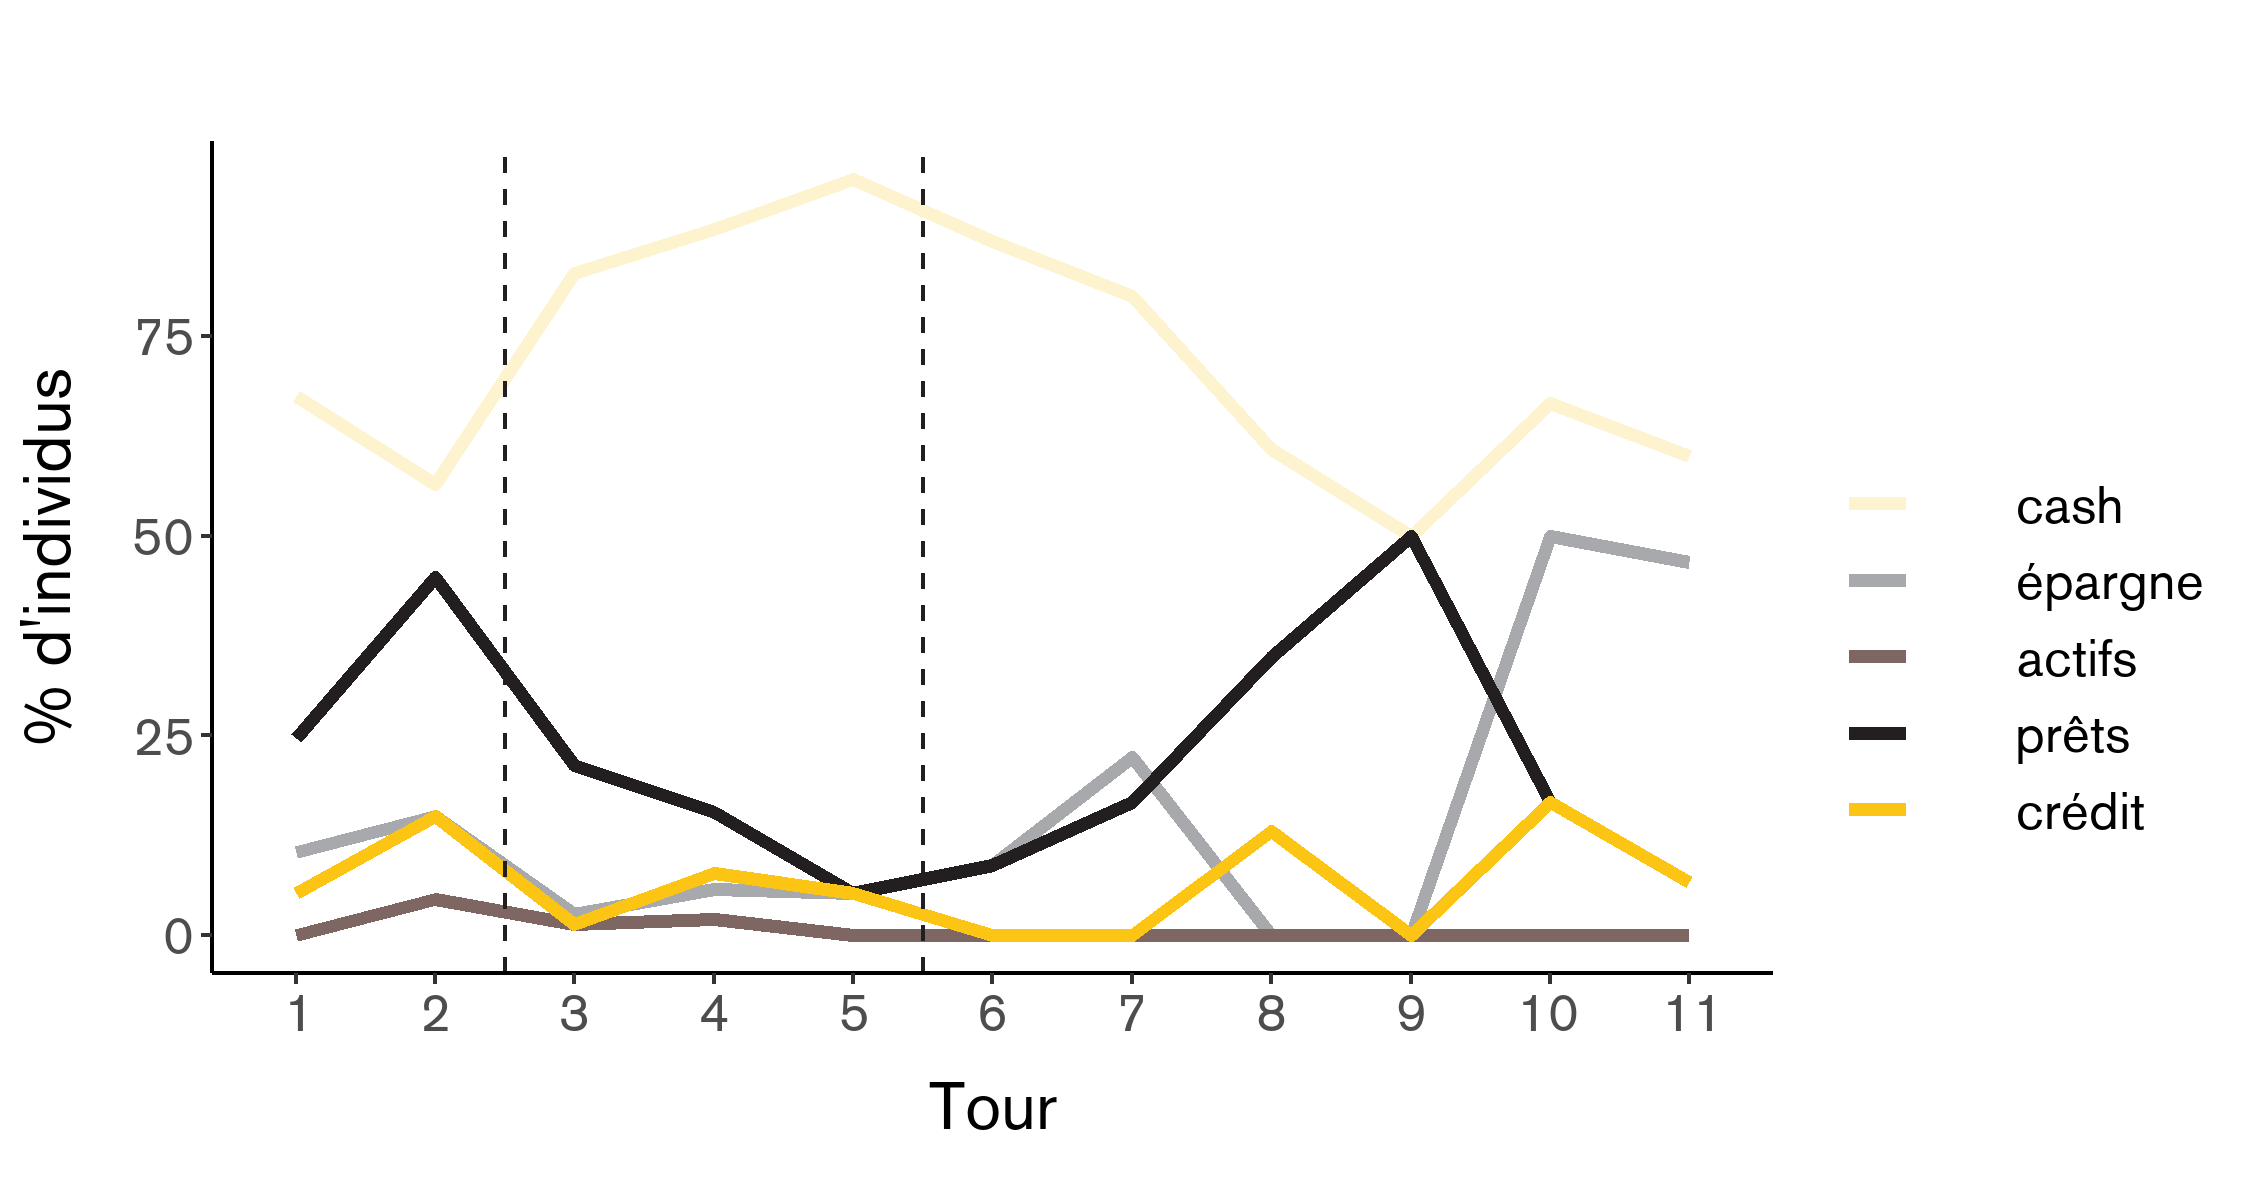 % d'individus
75
50
25
0
1 2 3 4 5 6 7 8 9 10 11
Tour
cash
épargne
actifs
prêts
crédit